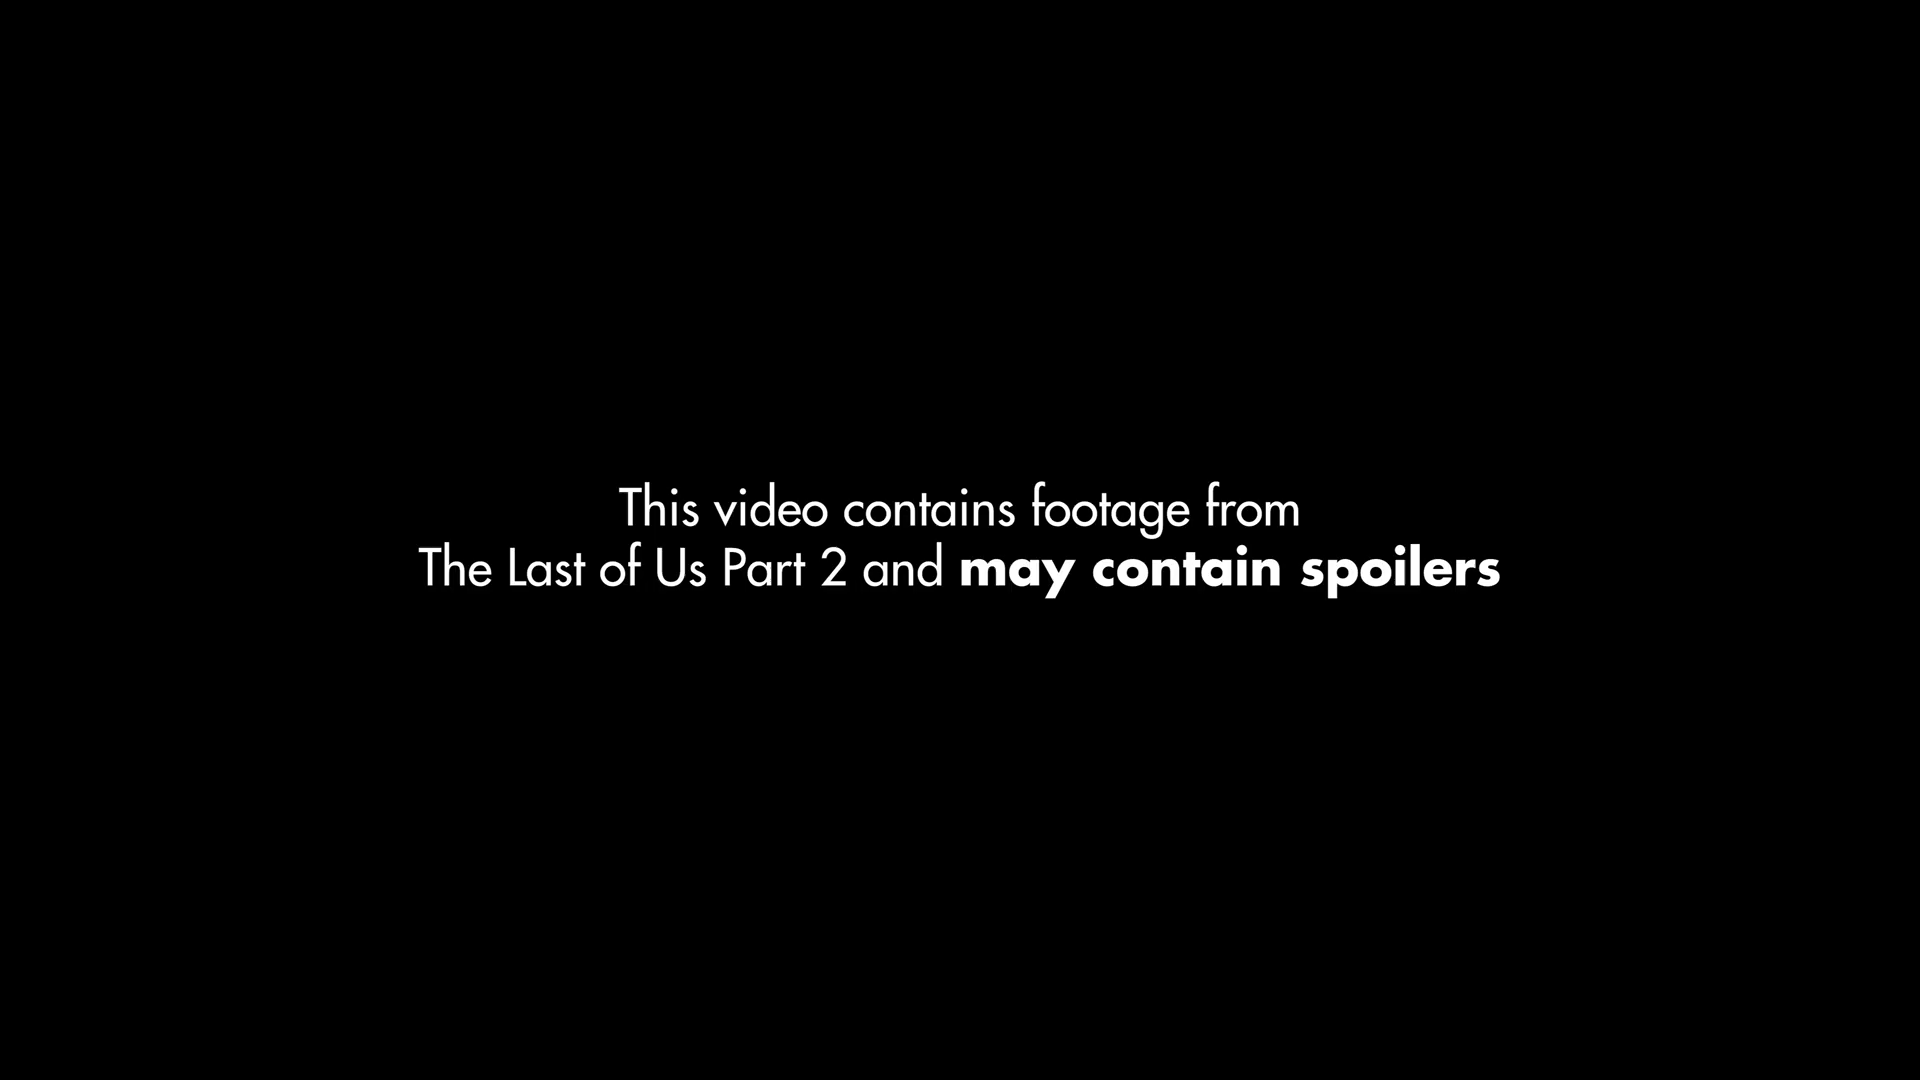 This video contains footage from
The Last of Us Part 2 and may contain spoilers